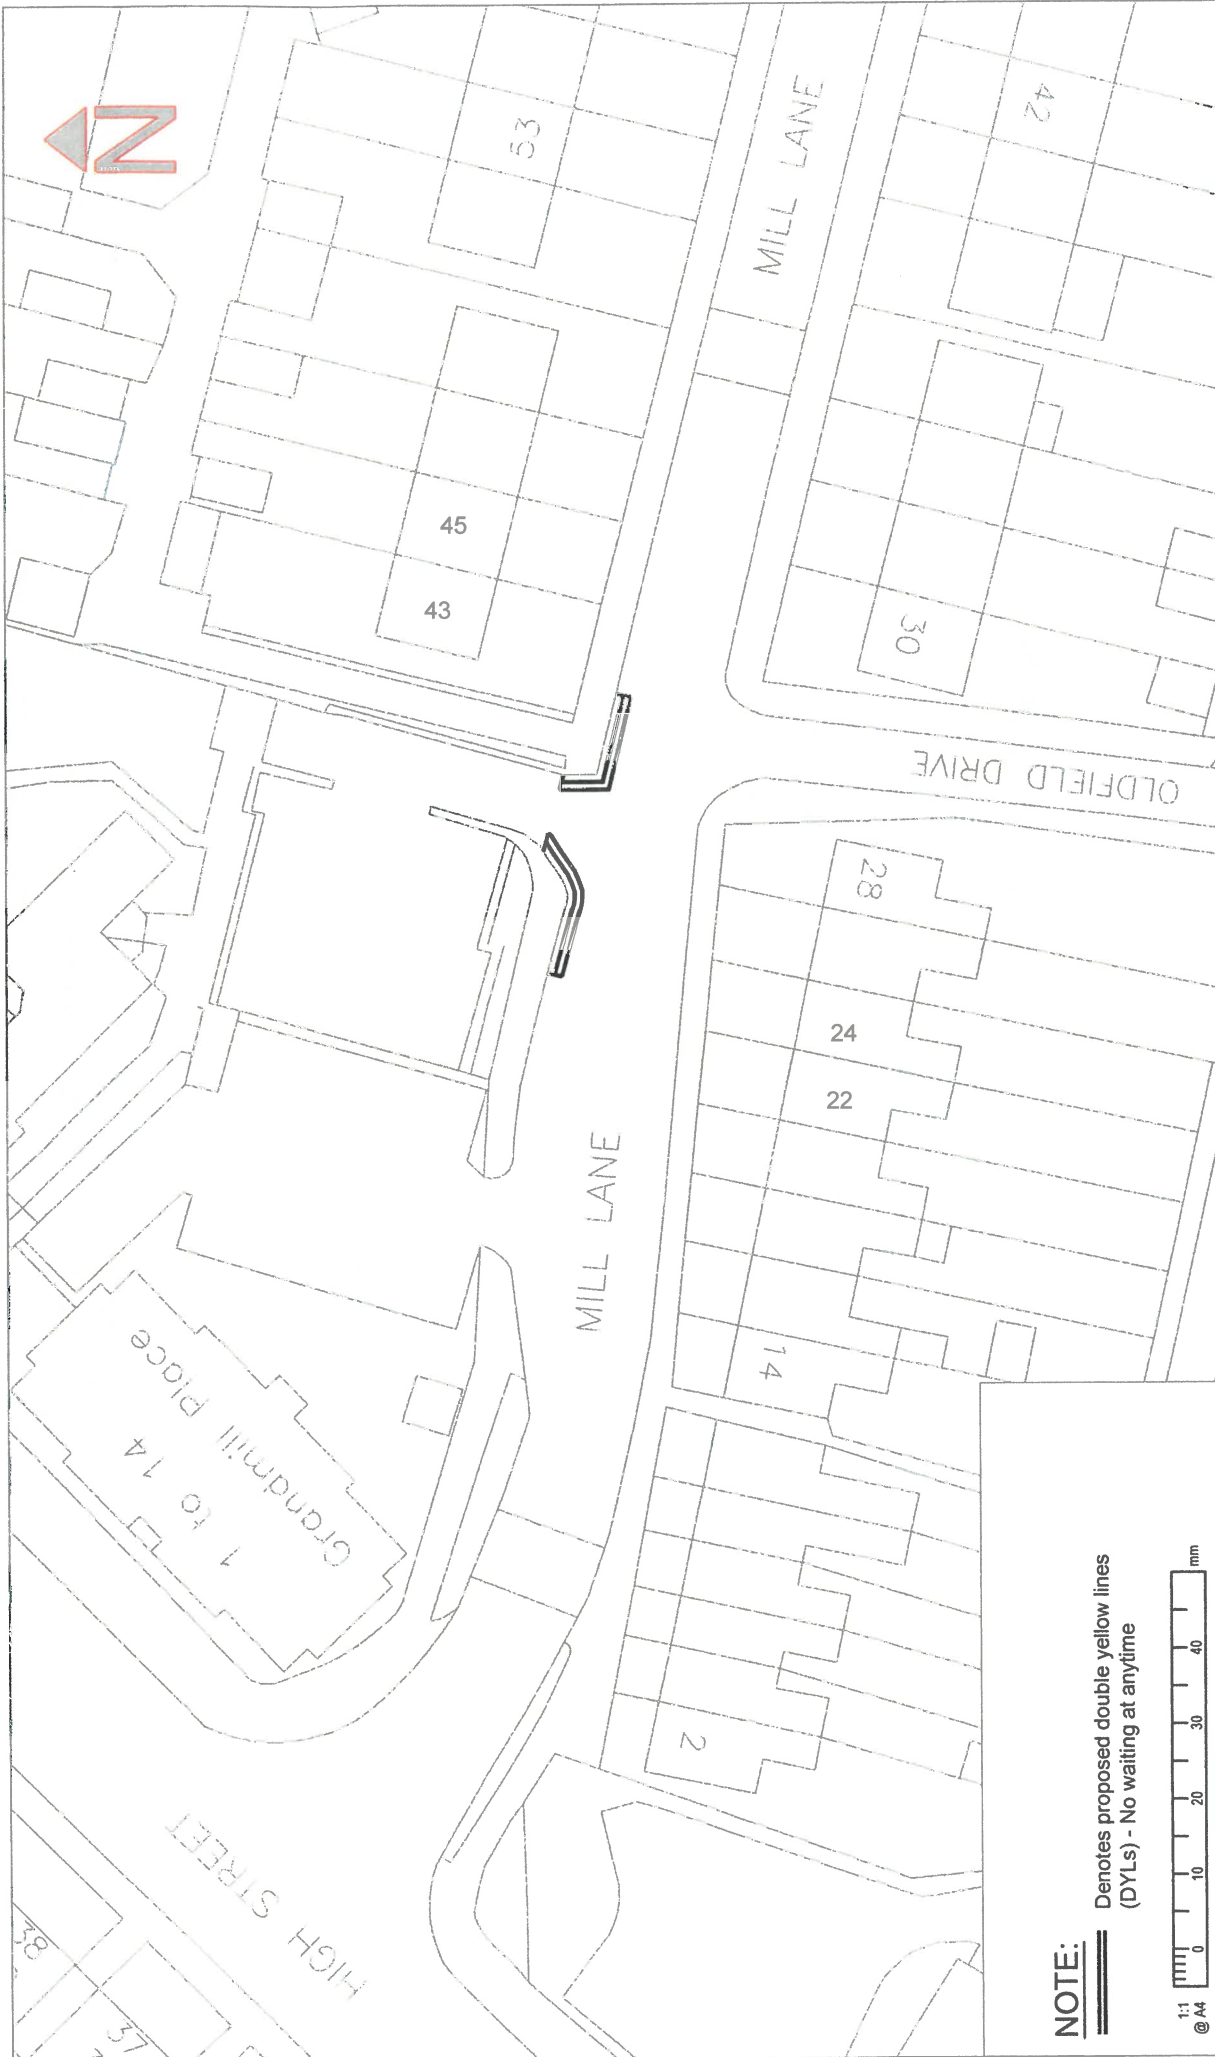 N
53
MILL LANE
42
45
43
30
OLDFIELD DRIVE
28
24
22
MILL LANE
14
1 to 14
Grandmill Place
2
HIGH STREET
37
NOTE:
Denotes proposed double yellow lines
(DYLs) - No waiting at anytime
1:1
@ A4
0 10 20 30 40 mm